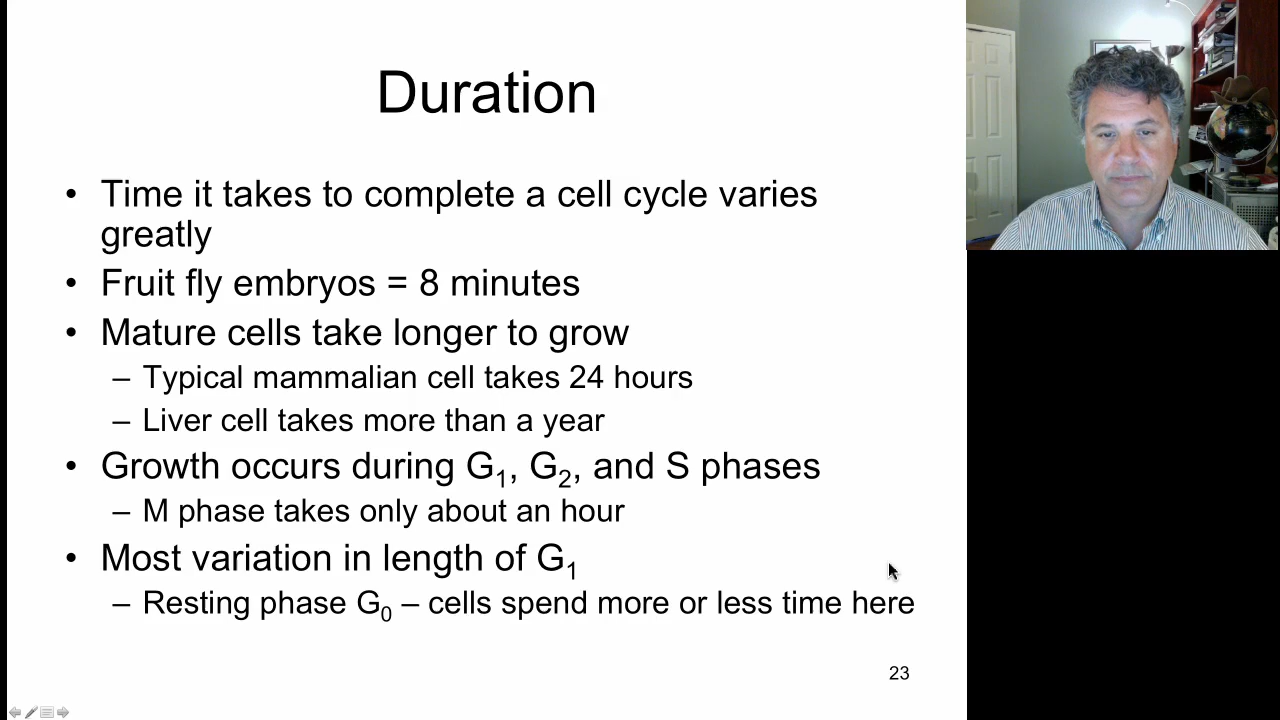 Duration
• Time it takes to complete a cell cycle varies
greatly
• Fruit fly embryos = 8 minutes
• Mature cells take longer to grow
– Typical mammalian cell takes 24 hours
– Liver cell takes more than a year
• Growth occurs during G₁, G₂, and S phases
– M phase takes only about an hour
• Most variation in length of G₁
– Resting phase G₀ – cells spend more or less time here
23